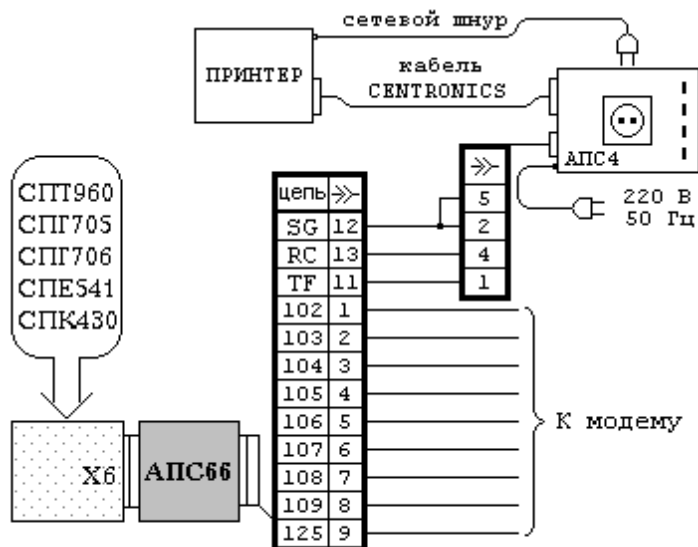 сетевой шнур
ПРИНТЕР
кабель
CENTRONICS
АПС4
220 В
50 Гц
СПТ960
СПГ705
СПГ706
СПЕ541
СПК430
5
2
4
1
цепь
SG 12
RC 13
TF 11
102 1
103 2
104 3
105 4
106 5
107 6
108 7
109 8
125 9
К модему
X6
АПС66